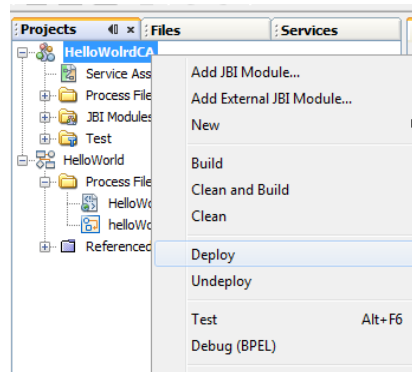 Projects Files Services
HelloWolrdCA
Service Ass
Process File
JBI Modules
Test
HelloWorld
Process File
HelloWo
helloWo
Referenced
Add JBI Module...
Add External JBI Module...
New
Build
Clean and Build
Clean
Deploy
Undeploy
Test Alt+F6
Debug (BPEL)